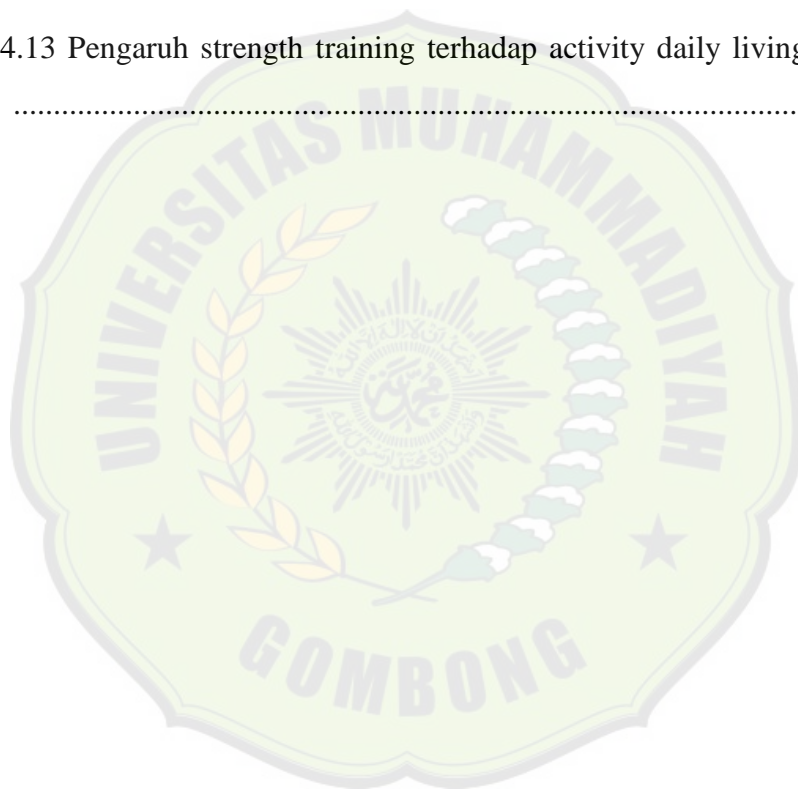 4.13 Pengaruh strength training terhadap activity daily living
....................................................................................................
UNIVERSITAS MUHAMMADIYAH
GOMBONG